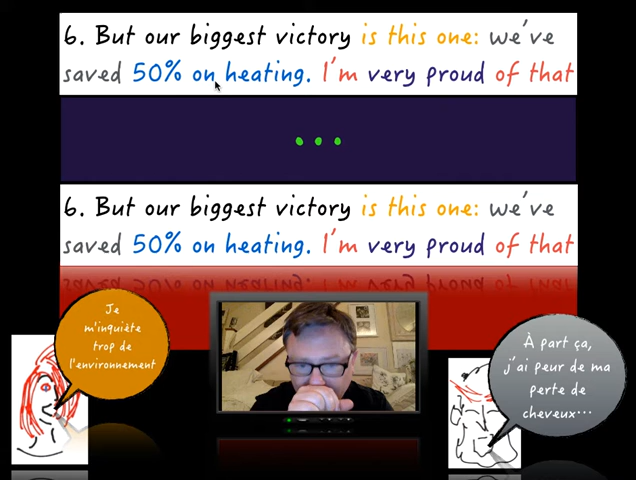 6. But our biggest victory is this one: we've
saved 50% on heating. I'm very proud of that
...
6. But our biggest victory is this one: we've
saved 50% on heating. I'm very proud of that
Je
m'inquiète
trop de
l'environnement
À part ça,
j'ai peur de ma
perte de
cheveux...